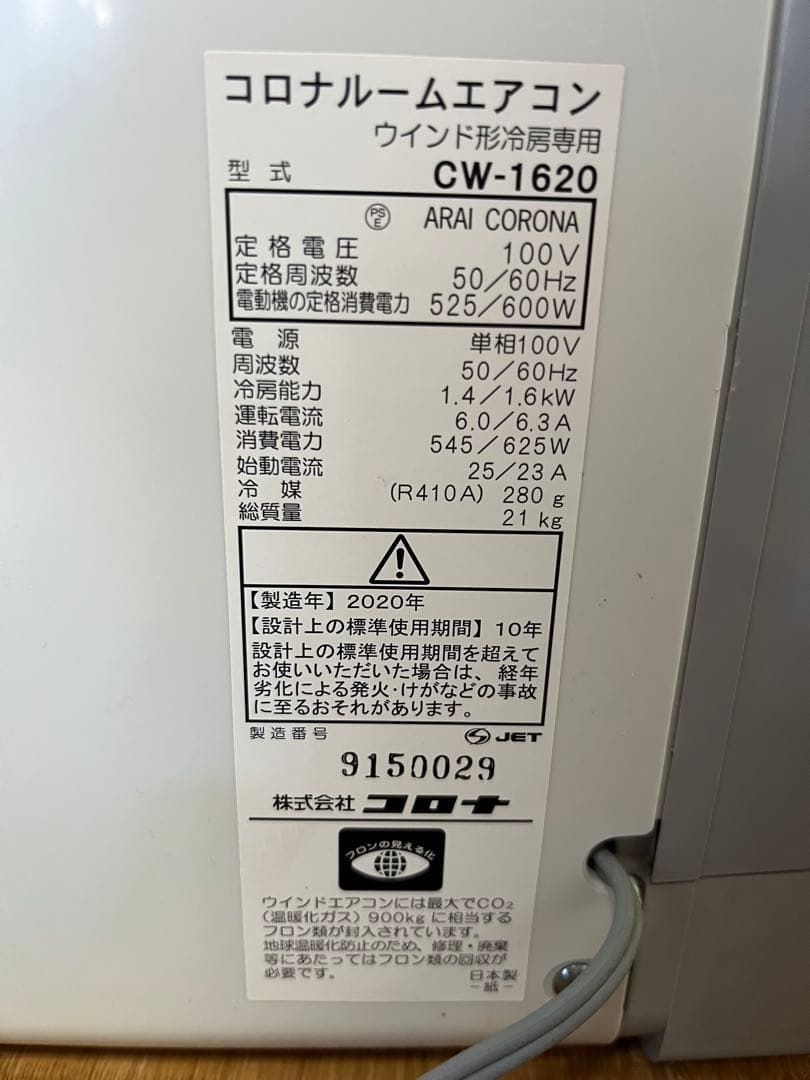 コロナルームエアコン
ウインド形冷房専用
型式 CW-1620
PSE ARAI CORONA
定格電圧 100V
定格周波数 50/60Hz
電動機の定格消費電力 525/600W
電源 単相100V
周波数 50/60Hz
冷房能力 1.4/1.6kW
運転電流 6.0/6.3A
消費電力 545/625W
始動電流 25/23A
冷媒 (R410A) 280g
総質量 21kg
【製造年】2020年
【設計上の標準使用期間】10年
設計上の標準使用期間を超えて
お使いいただいた場合は、経年
劣化による発火・けがなどの事故
に至るおそれがあります。
製造番号 JET
9150029
株式会社コロナ
フロンの見える化
ウインドエアコンには最大でCO₂
(温暖化ガス)900kgに相当する
フロン類が封入されています。
地球温暖化防止のため、修理・廃棄
等にあたってはフロン類の回収が
必要です。 日本製
-紙-